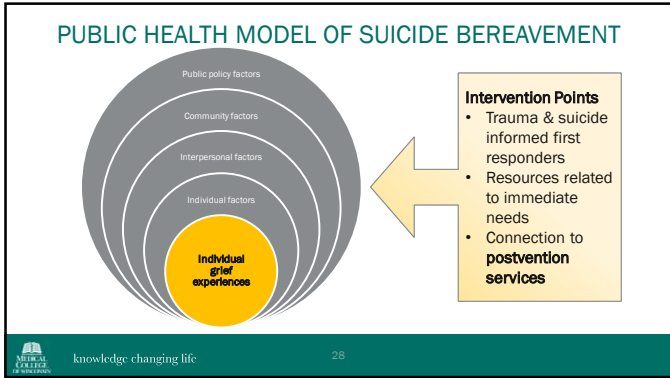 PUBLIC HEALTH MODEL OF SUICIDE BEREAVEMENT
Public policy factors
Community factors
Interpersonal factors
Individual factors
Individual
grief
experiences
Intervention Points
• Trauma & suicide
informed first
responders
• Resources related
to immediate
needs
• Connection to
postvention
services
MEDICAL
COLLEGE
OF WISCONSIN
knowledge changing life
28